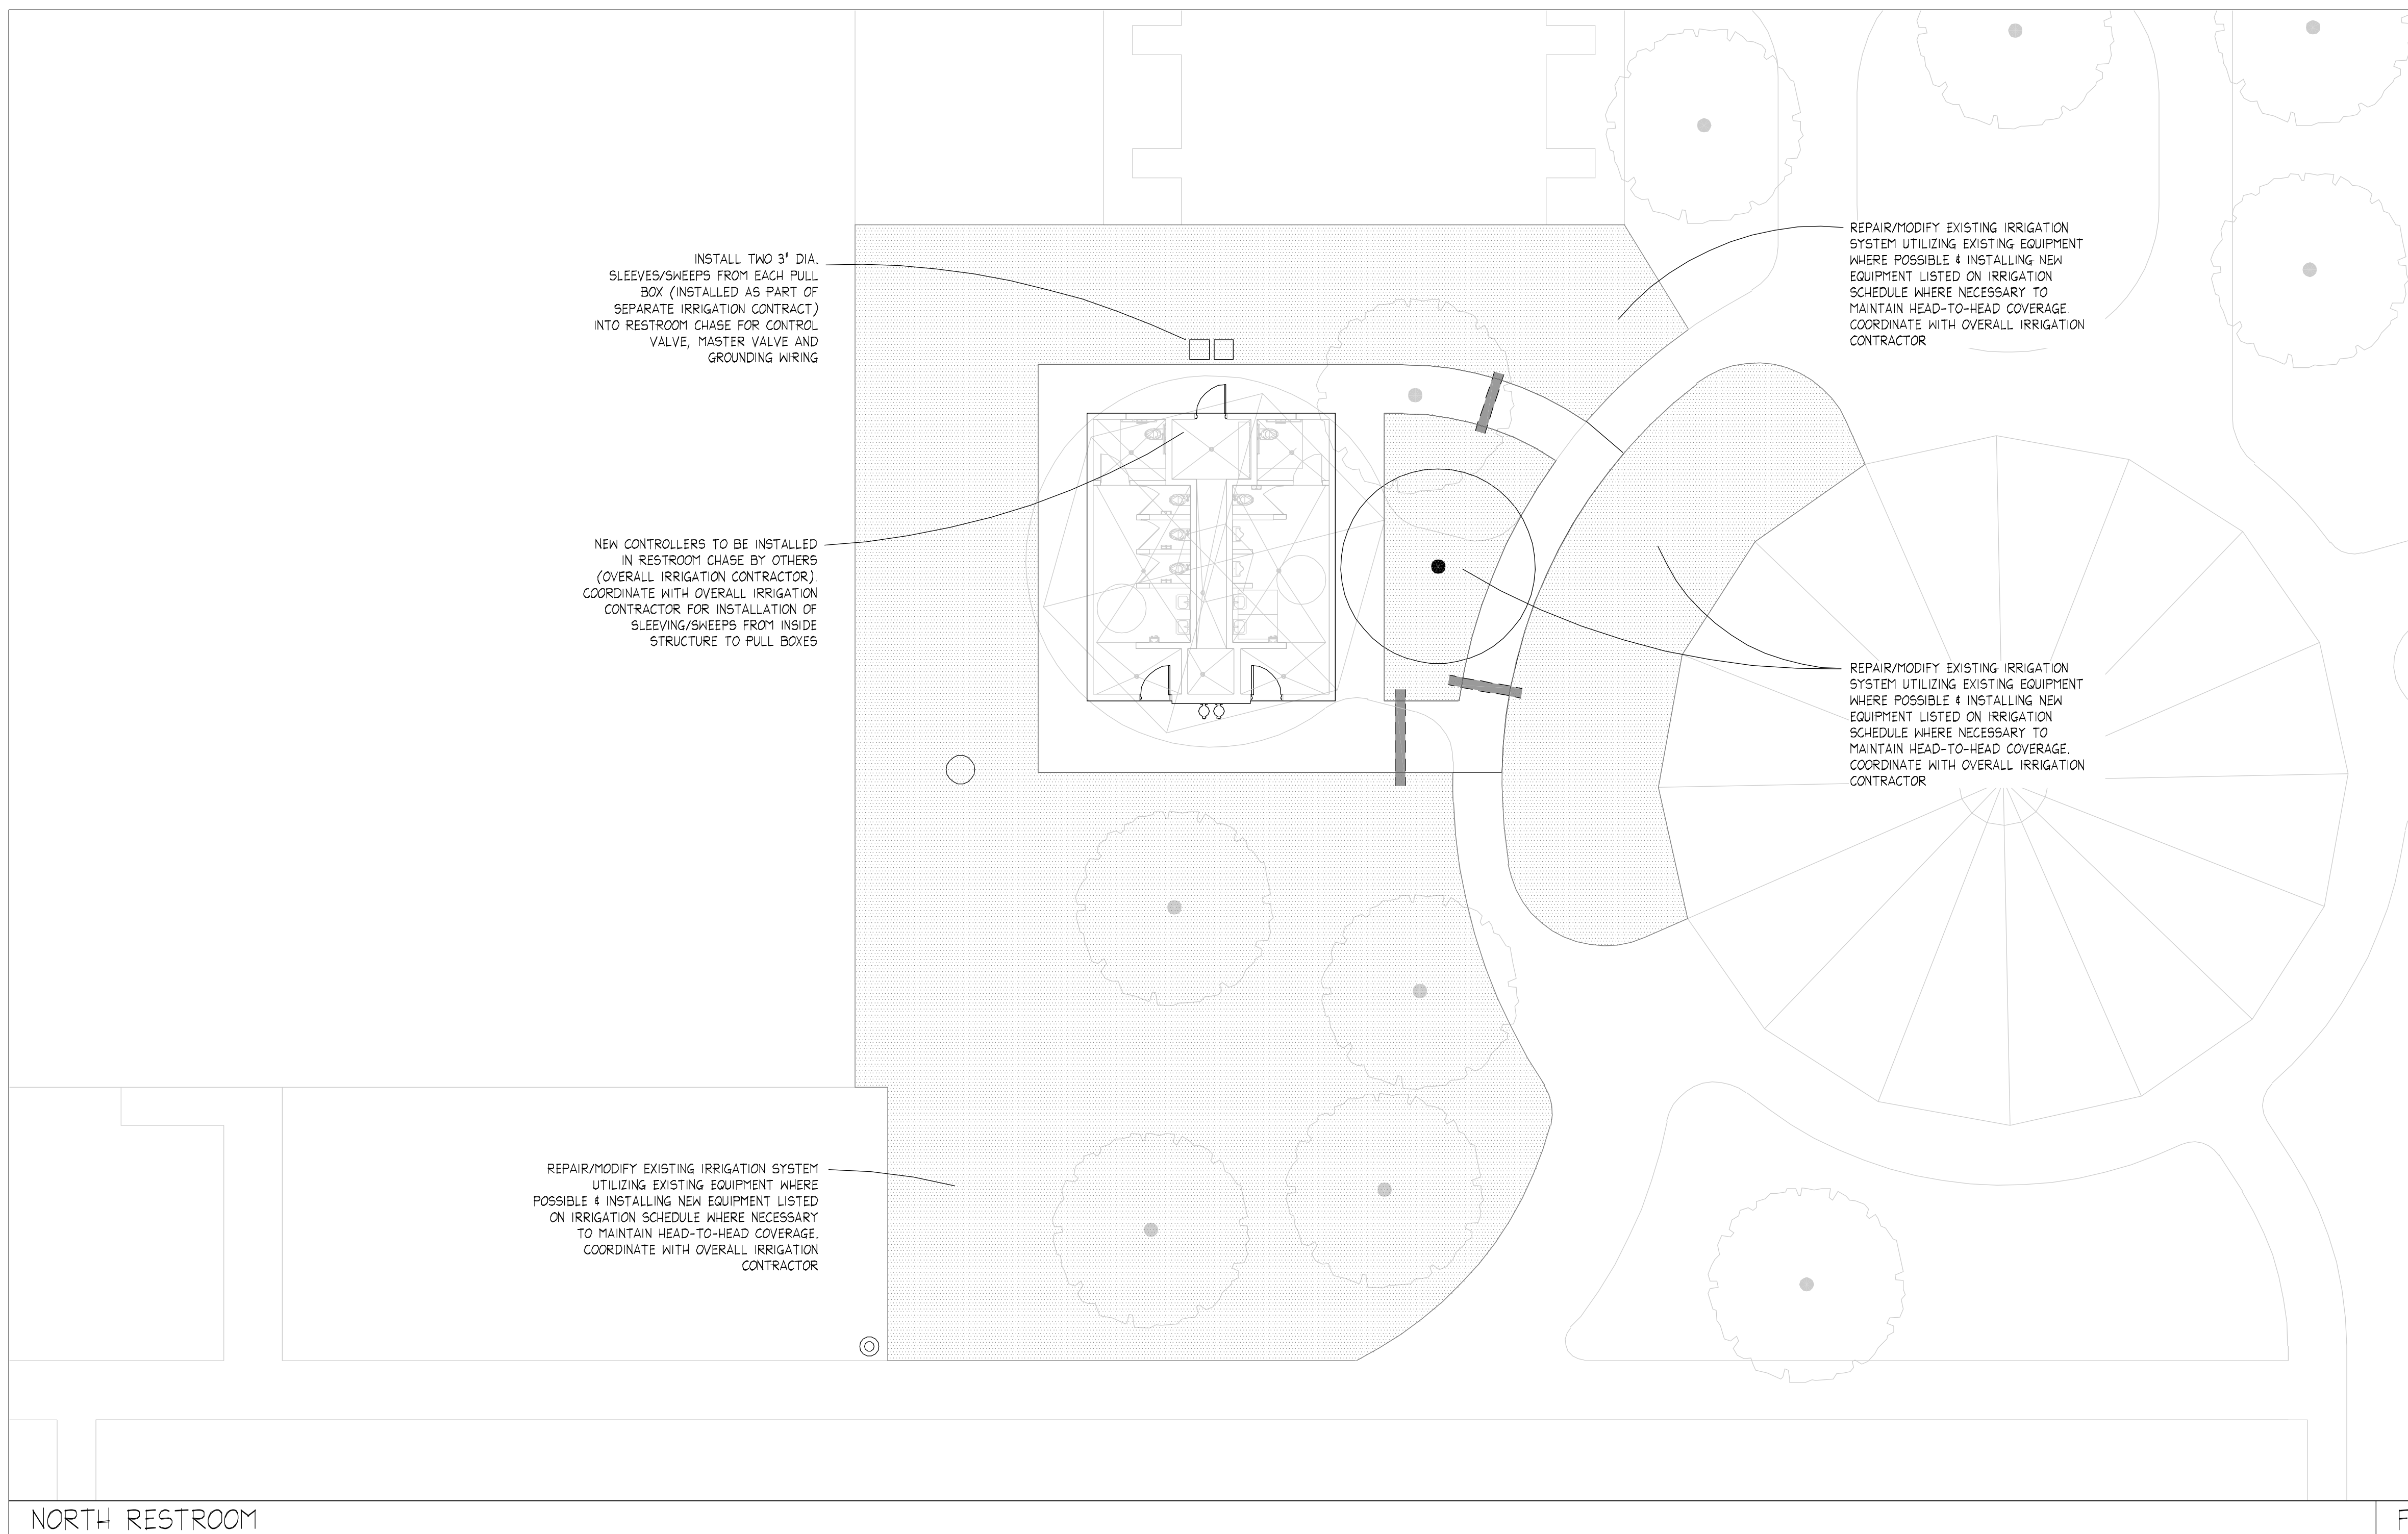 INSTALL TWO 3" DIA.
SLEEVES/SWEEPS FROM EACH PULL
BOX (INSTALLED AS PART OF
SEPARATE IRRIGATION CONTRACT)
INTO RESTROOM CHASE FOR CONTROL
VALVE, MASTER VALVE AND
GROUNDING WIRING
REPAIR/MODIFY EXISTING IRRIGATION
SYSTEM UTILIZING EXISTING EQUIPMENT
WHERE POSSIBLE & INSTALLING NEW
EQUIPMENT LISTED ON IRRIGATION
SCHEDULE WHERE NECESSARY TO
MAINTAIN HEAD-TO-HEAD COVERAGE.
COORDINATE WITH OVERALL IRRIGATION
CONTRACTOR
NEW CONTROLLERS TO BE INSTALLED
IN RESTROOM CHASE BY OTHERS
(OVERALL IRRIGATION CONTRACTOR).
COORDINATE WITH OVERALL IRRIGATION
CONTRACTOR FOR INSTALLATION OF
SLEEVING/SWEEPS FROM INSIDE
STRUCTURE TO PULL BOXES
REPAIR/MODIFY EXISTING IRRIGATION
SYSTEM UTILIZING EXISTING EQUIPMENT
WHERE POSSIBLE & INSTALLING NEW
EQUIPMENT LISTED ON IRRIGATION
SCHEDULE WHERE NECESSARY TO
MAINTAIN HEAD-TO-HEAD COVERAGE.
COORDINATE WITH OVERALL IRRIGATION
CONTRACTOR
REPAIR/MODIFY EXISTING IRRIGATION SYSTEM
UTILIZING EXISTING EQUIPMENT WHERE
POSSIBLE & INSTALLING NEW EQUIPMENT LISTED
ON IRRIGATION SCHEDULE WHERE NECESSARY
TO MAINTAIN HEAD-TO-HEAD COVERAGE.
COORDINATE WITH OVERALL IRRIGATION
CONTRACTOR
NORTH RESTROOM